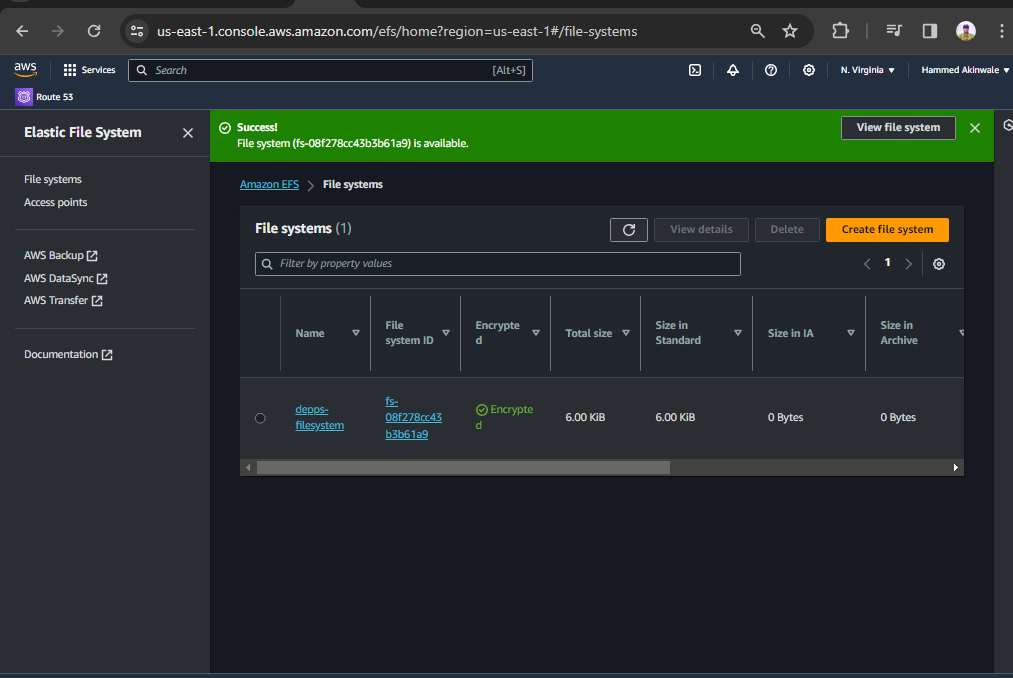 us-east-1.console.aws.amazon.com/efs/home?region=us-east-1#/file-systems
aws Services Search [Alt+S] N. Virginia Hammed Akinwale
Route 53
Elastic File System
File systems
Access points
AWS Backup
AWS DataSync
AWS Transfer
Documentation
Success!
File system (fs-08f278cc43b3b61a9) is available.
View file system
Amazon EFS File systems
File systems (1)
View details Delete Create file system
Filter by property values
1
Name
File
system ID
Encrypte
d
Total size
Size in
Standard
Size in IA
Size in
Archive
depps-
filesystem
fs-
08f278cc43
b3b61a9
Encrypte
d
6.00 KiB
6.00 KiB
0 Bytes
0 Bytes